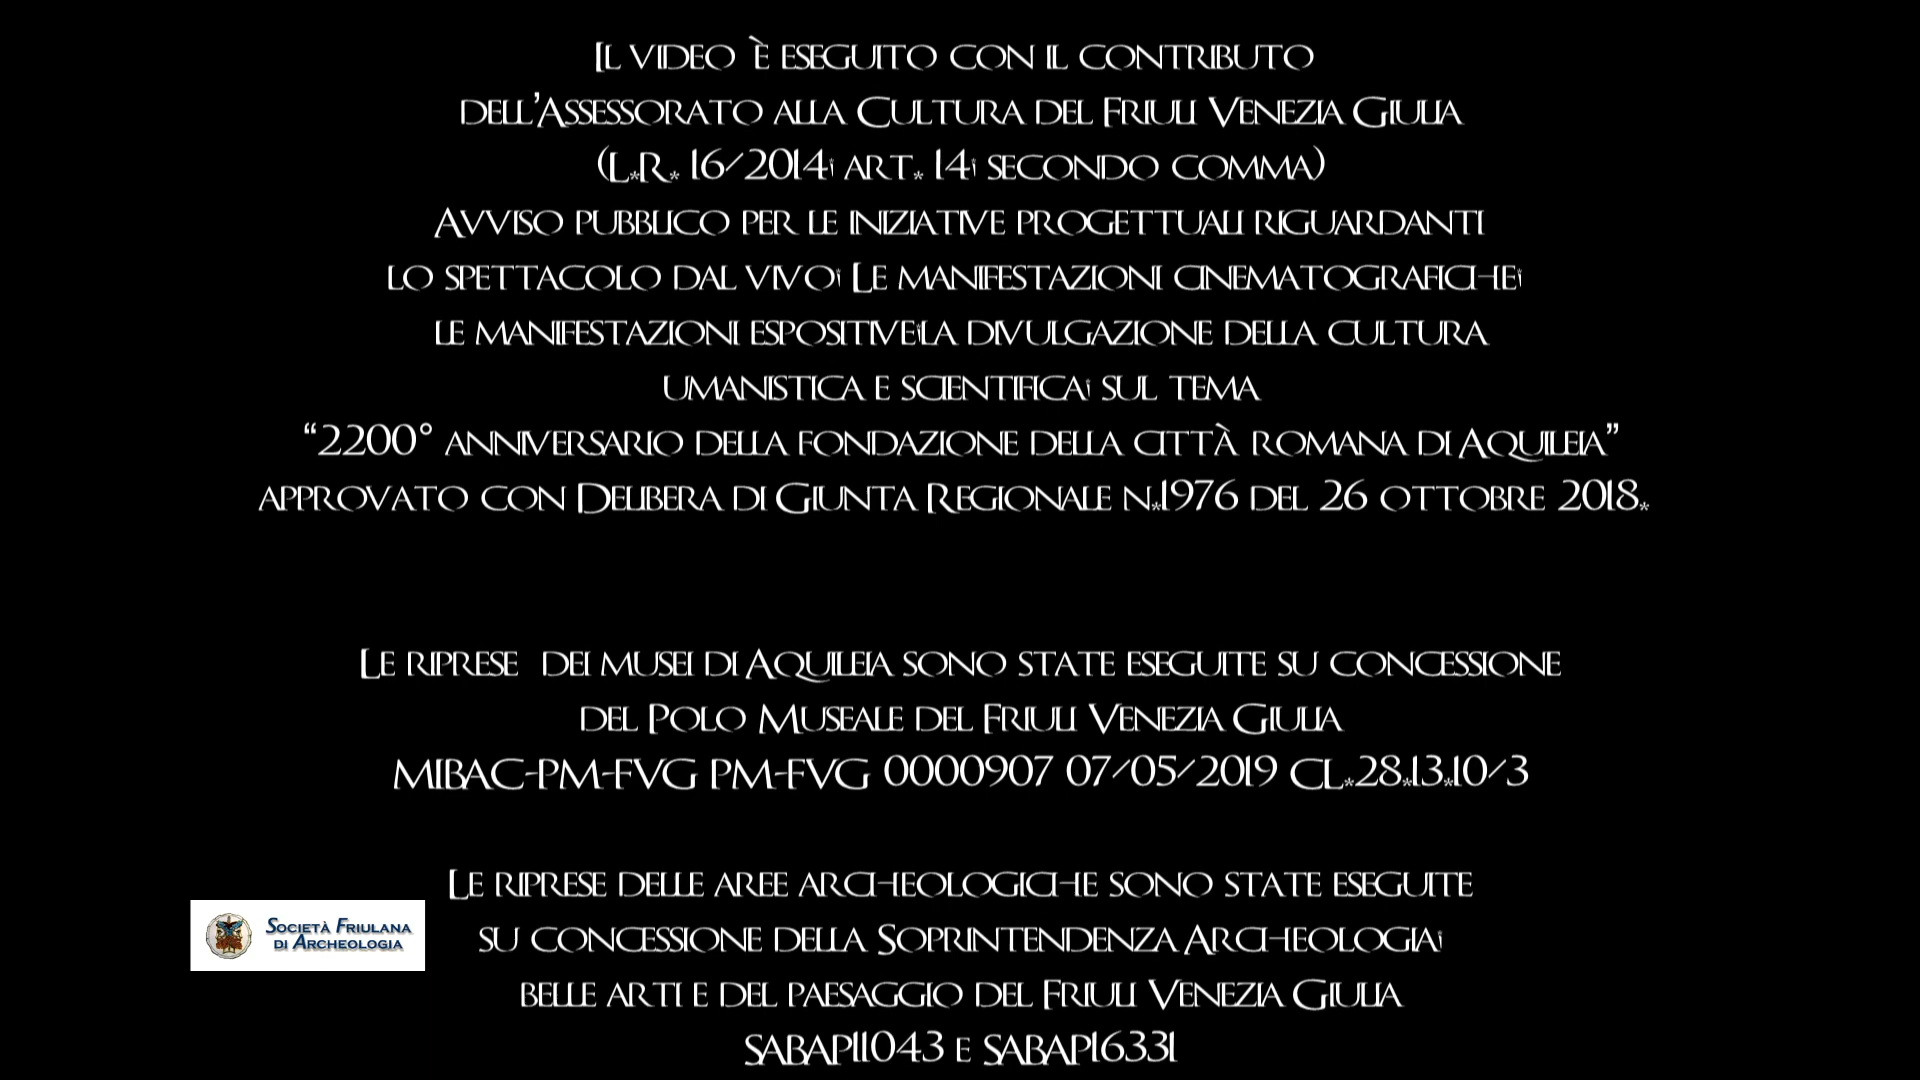 Il video è eseguito con il contributo
dell'Assessorato alla Cultura del Friuli Venezia Giulia
(L.R. 16/2014, art. 14, secondo comma)
Avviso pubblico per le iniziative progettuali riguardanti
lo spettacolo dal vivo, Le manifestazioni cinematografiche,
le manifestazioni espositive,la divulgazione della cultura
umanistica e scientifica, sul tema
“2200° anniversario della fondazione della città romana di Aquileia”
approvato con Delibera di Giunta Regionale n.1976 del 26 ottobre 2018.
Le riprese dei musei di Aquileia sono state eseguite su concessione
del Polo Museale del Friuli Venezia Giulia
MIBAC-PM-FVG PM-FVG 0000907 07/05/2019 CL.28.13.10/3
Le riprese delle aree archeologiche sono state eseguite
su concessione della Soprintendenza Archeologia,
belle arti e del paesaggio del Friuli Venezia Giulia
SABAP11043 e SABAP16331
Società Friulana
di Archeologia